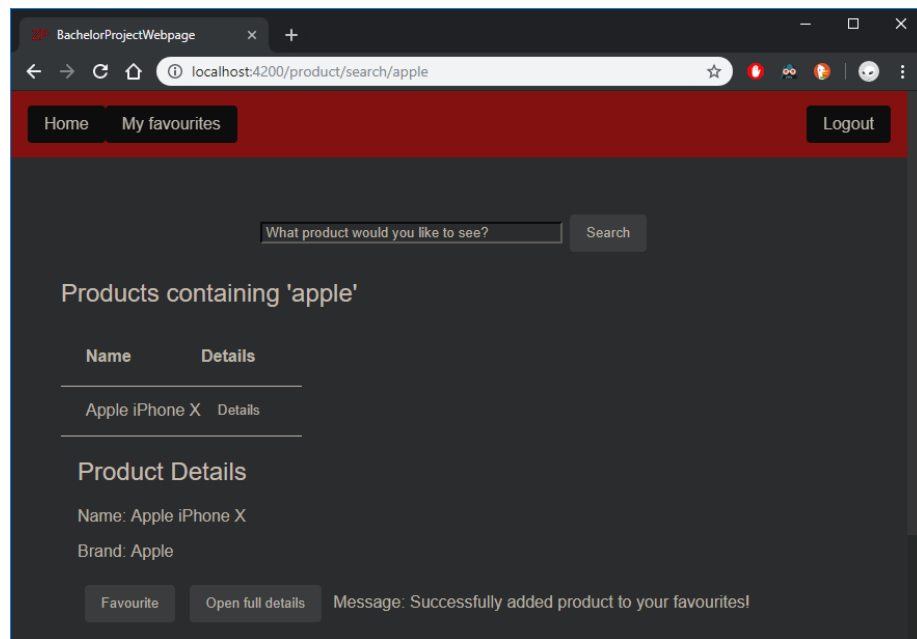 BachelorProjectWebpage
localhost:4200/product/search/apple
Home My favourites Logout
What product would you like to see? Search
Products containing 'apple'
Name Details
Apple iPhone X Details
Product Details
Name: Apple iPhone X
Brand: Apple
Favourite Open full details Message: Successfully added product to your favourites!